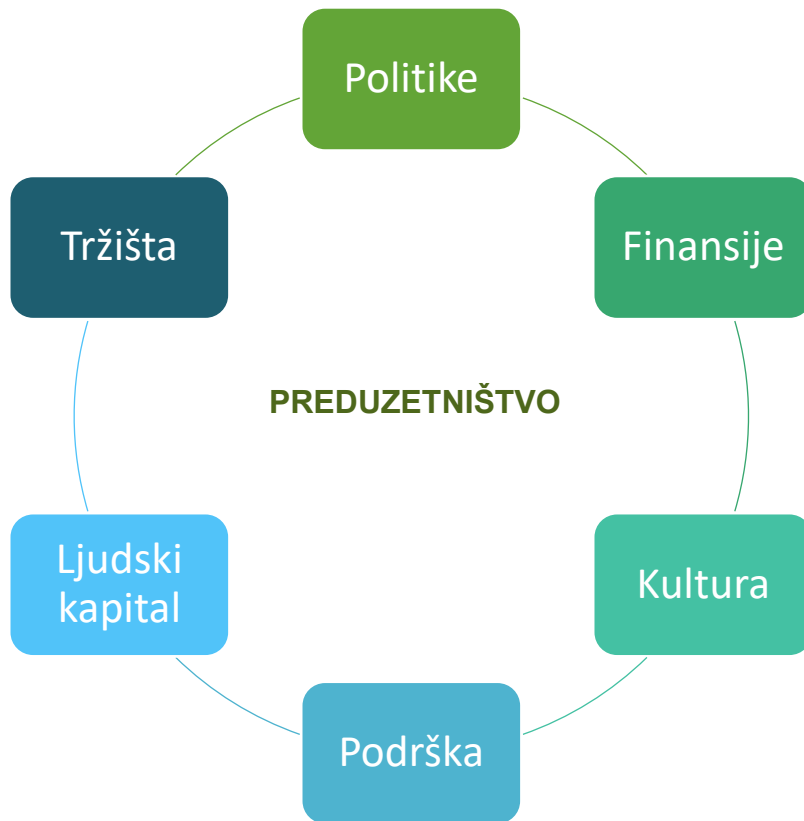 Politike
Tržišta
Finansije
PREDUZETNIŠTVO
Ljudski
kapital
Kultura
Podrška